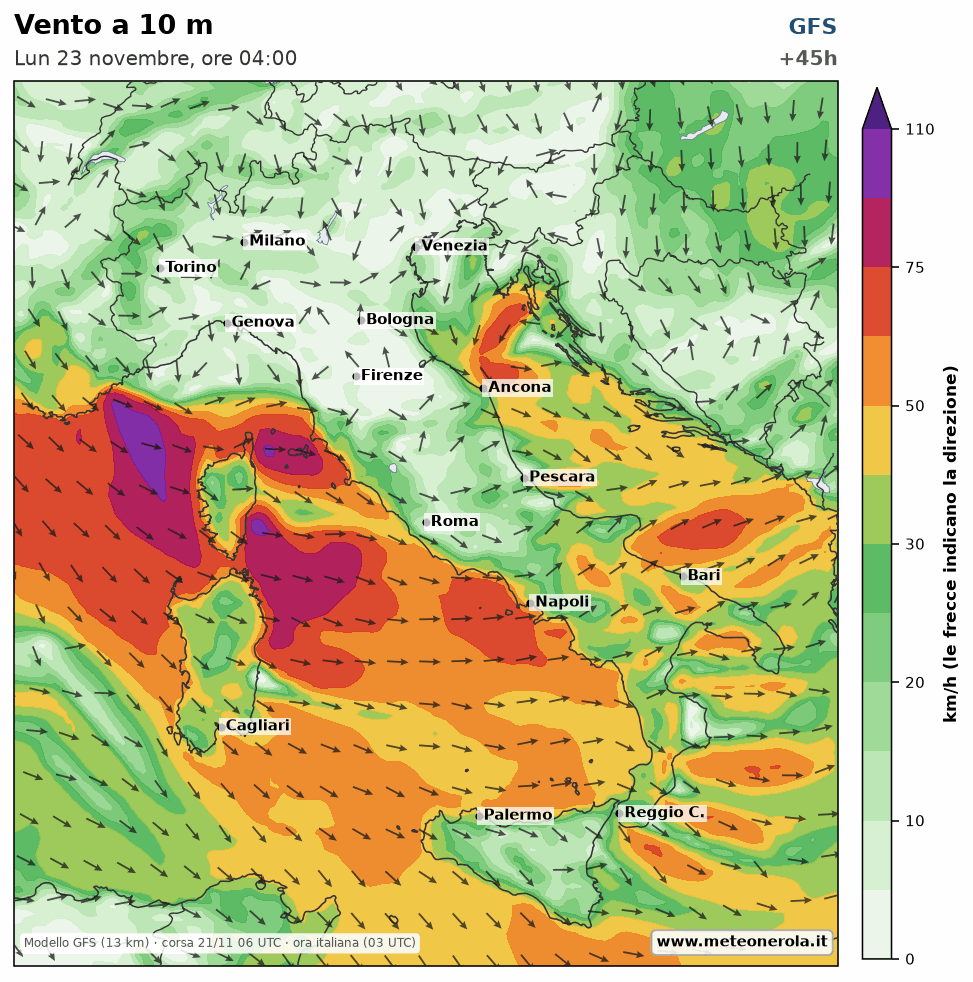 Vento a 10 m
GFS
Lun 23 novembre, ore 04:00
+45h
110
Milano
Venezia
Torino
75
Genova
Bologna
Firenze
Ancona
50
Pescara
Roma
30
Bari
Napoli
20
Cagliari
Palermo
Reggio C.
10
0
km/h (le frecce indicano la direzione)
Modello GFS (13 km) · corsa 21/11 06 UTC · ora italiana (03 UTC)
www.meteonerola.it